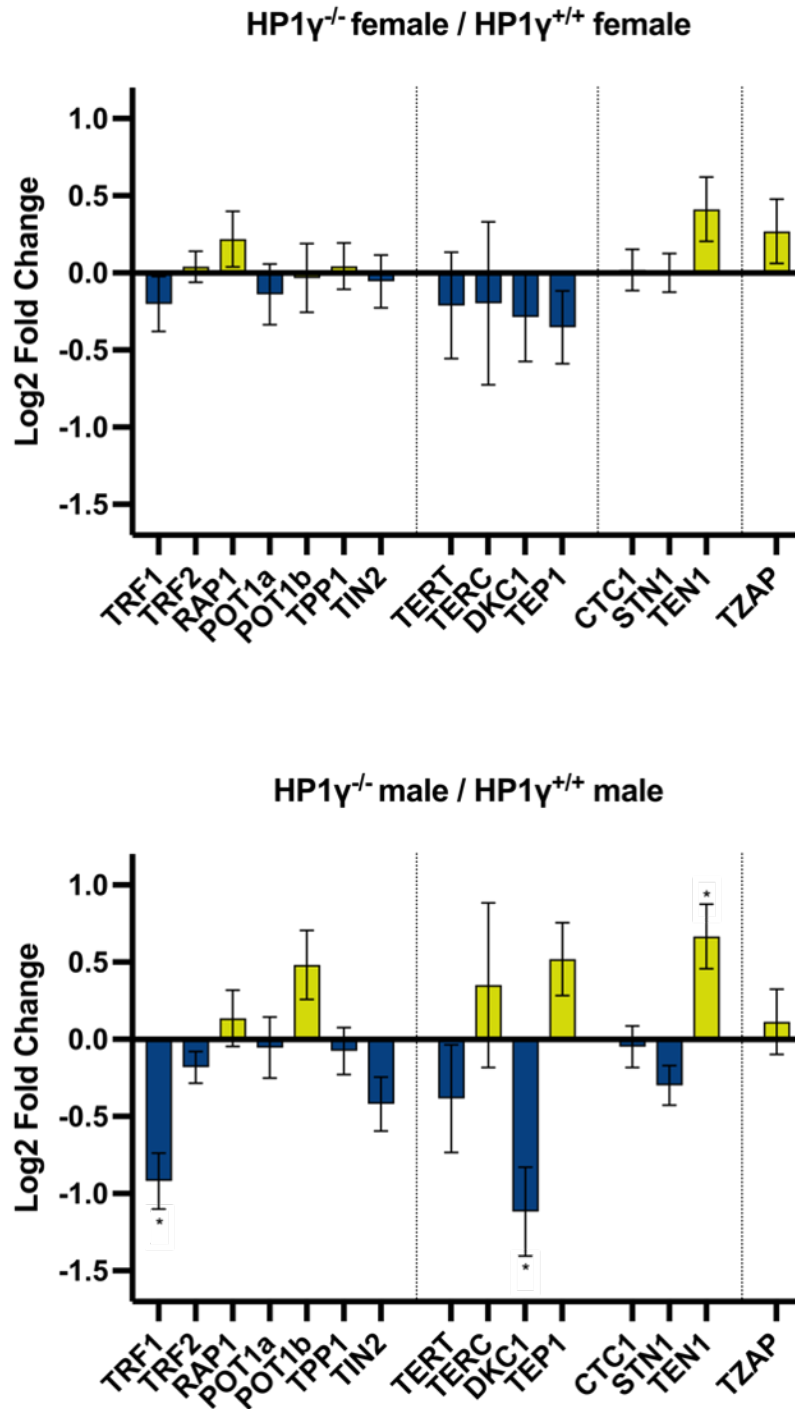 HP1γ-/- female / HP1γ+/+ female
1.0
0.5
0.0
-0.5
-1.0
-1.5
Log2 Fold Change
TRF1
TRF2
RAP1
POT1a
POT1b
TPP1
TIN2
TERT
TERC
DKC1
TEP1
CTC1
STN1
TEN1
TZAP
HP1γ-/- male / HP1γ+/+ male
1.0
0.5
0.0
-0.5
-1.0
-1.5
Log2 Fold Change
*
*
*
TRF1
TRF2
RAP1
POT1a
POT1b
TPP1
TIN2
TERT
TERC
DKC1
TEP1
CTC1
STN1
TEN1
TZAP